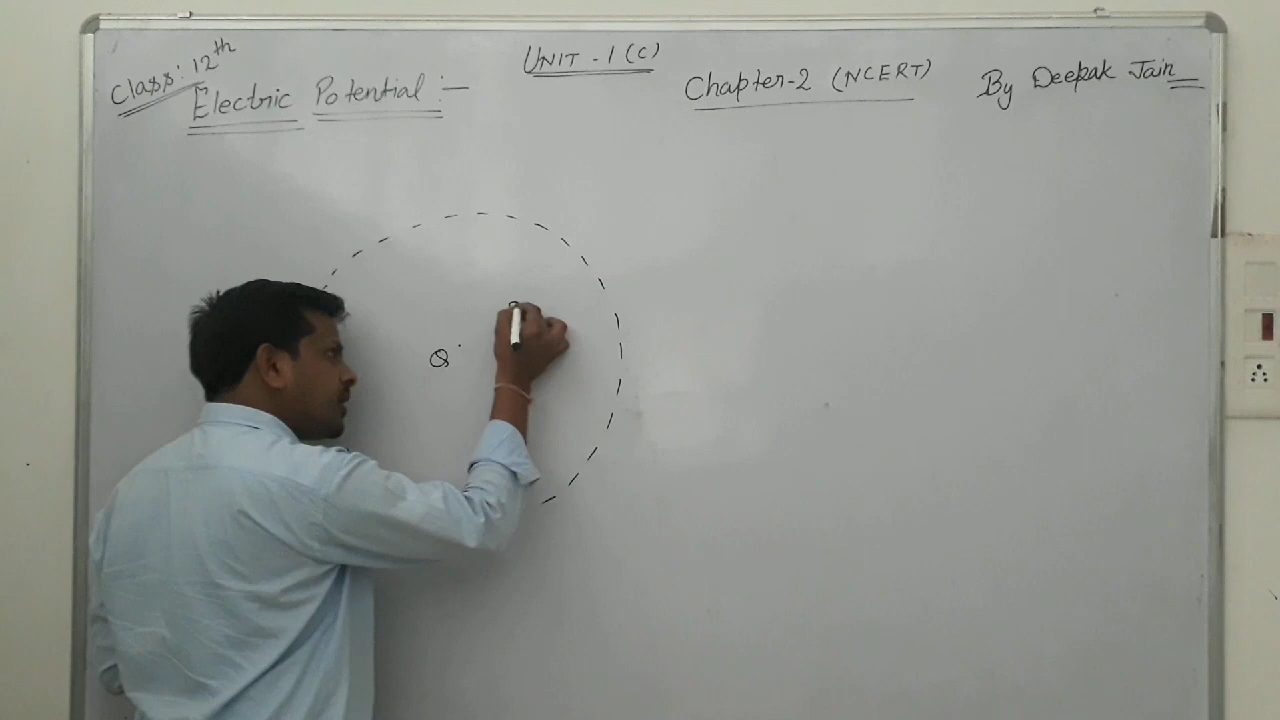 Class: 12th
UNIT - 1 (C)
Electric Potential :-
Chapter-2 (NCERT)
By Deepak Jain
Q